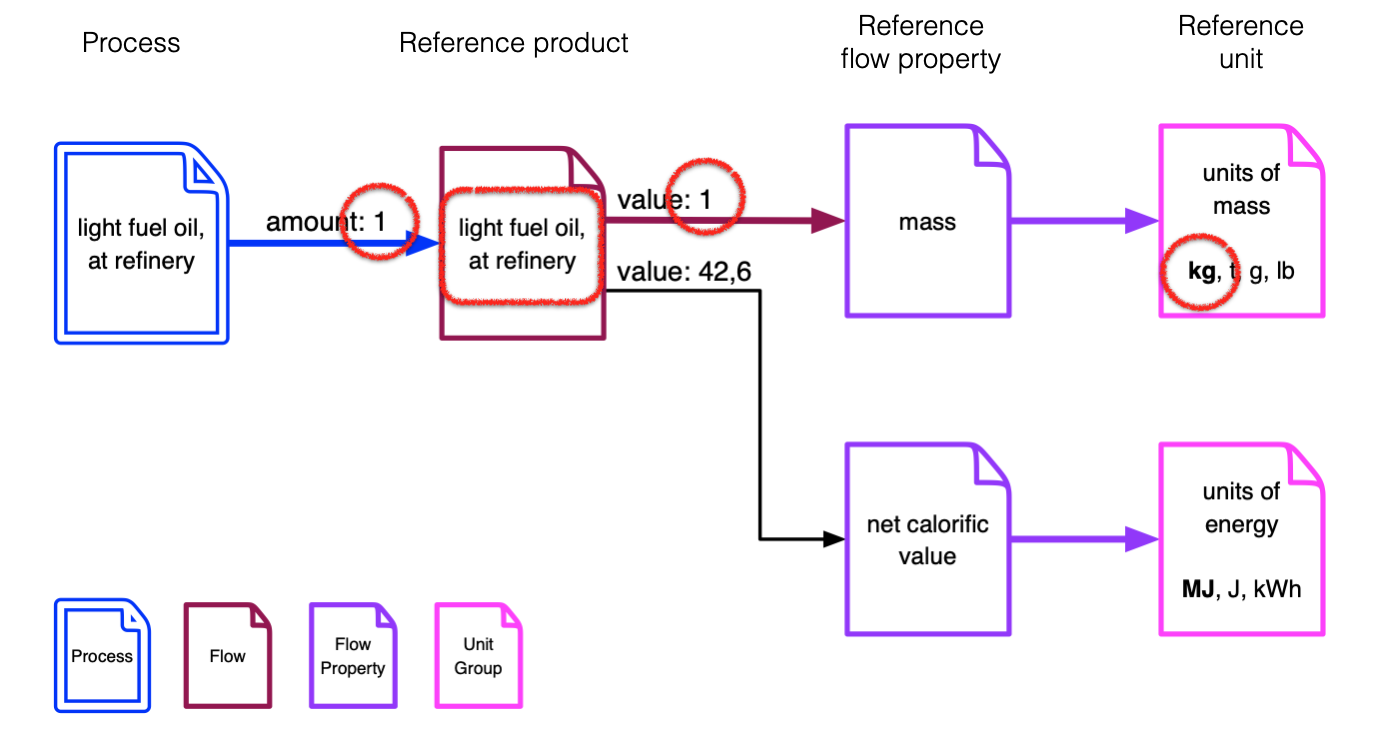 Process
Reference product
Reference
flow property
Reference
unit
light fuel oil,
at refinery
amount: 1
light fuel oil,
at refinery
value: 1
value: 42,6
mass
units of
mass
kg, t, g, lb
net calorific
value
units of
energy
MJ, J, kWh
Process
Flow
Flow
Property
Unit
Group